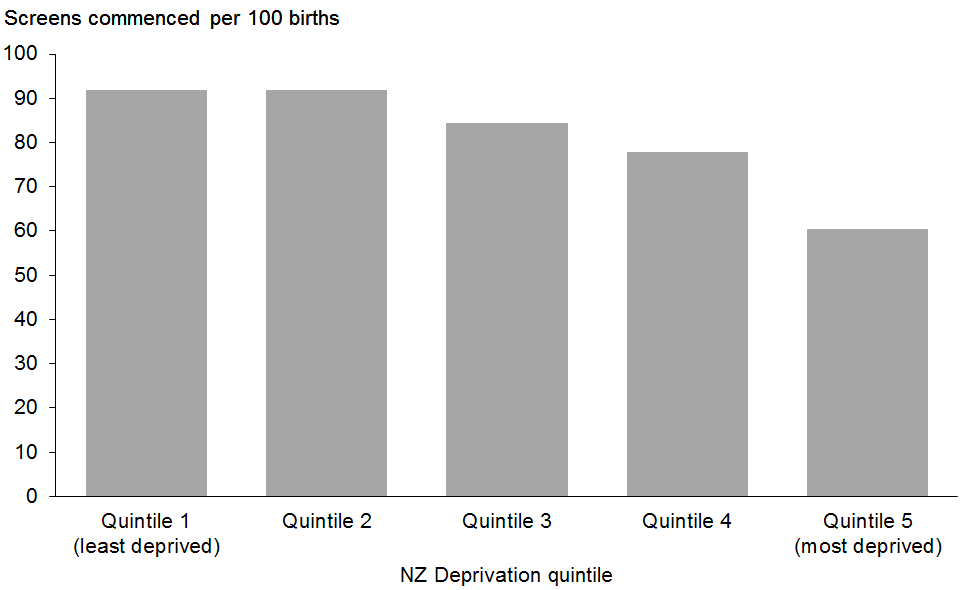 Screens commenced per 100 births
100
90
80
70
60
50
40
30
20
10
0
Quintile 1 Quintile 2 Quintile 3 Quintile 4 Quintile 5
(least deprived) (most deprived)
NZ Deprivation quintile